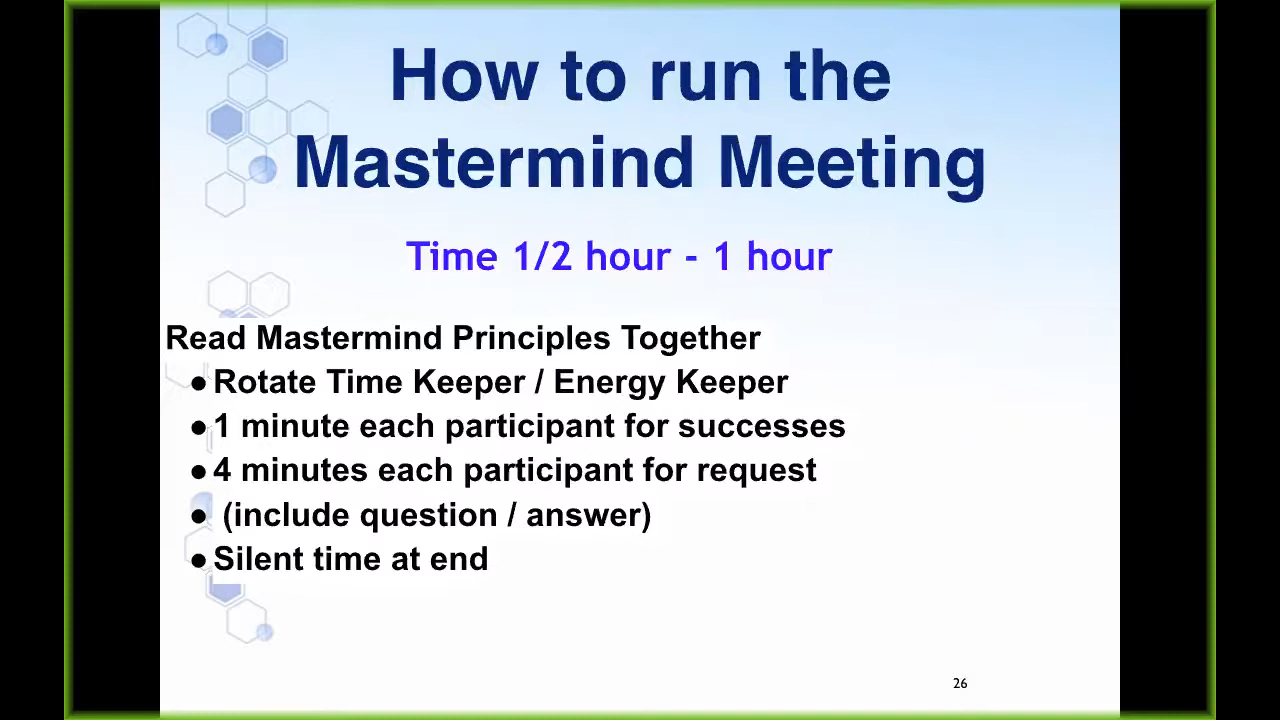 How to run the
Mastermind Meeting
Time 1/2 hour - 1 hour
Read Mastermind Principles Together
●Rotate Time Keeper / Energy Keeper
●1 minute each participant for successes
●4 minutes each participant for request
● (include question / answer)
●Silent time at end
26